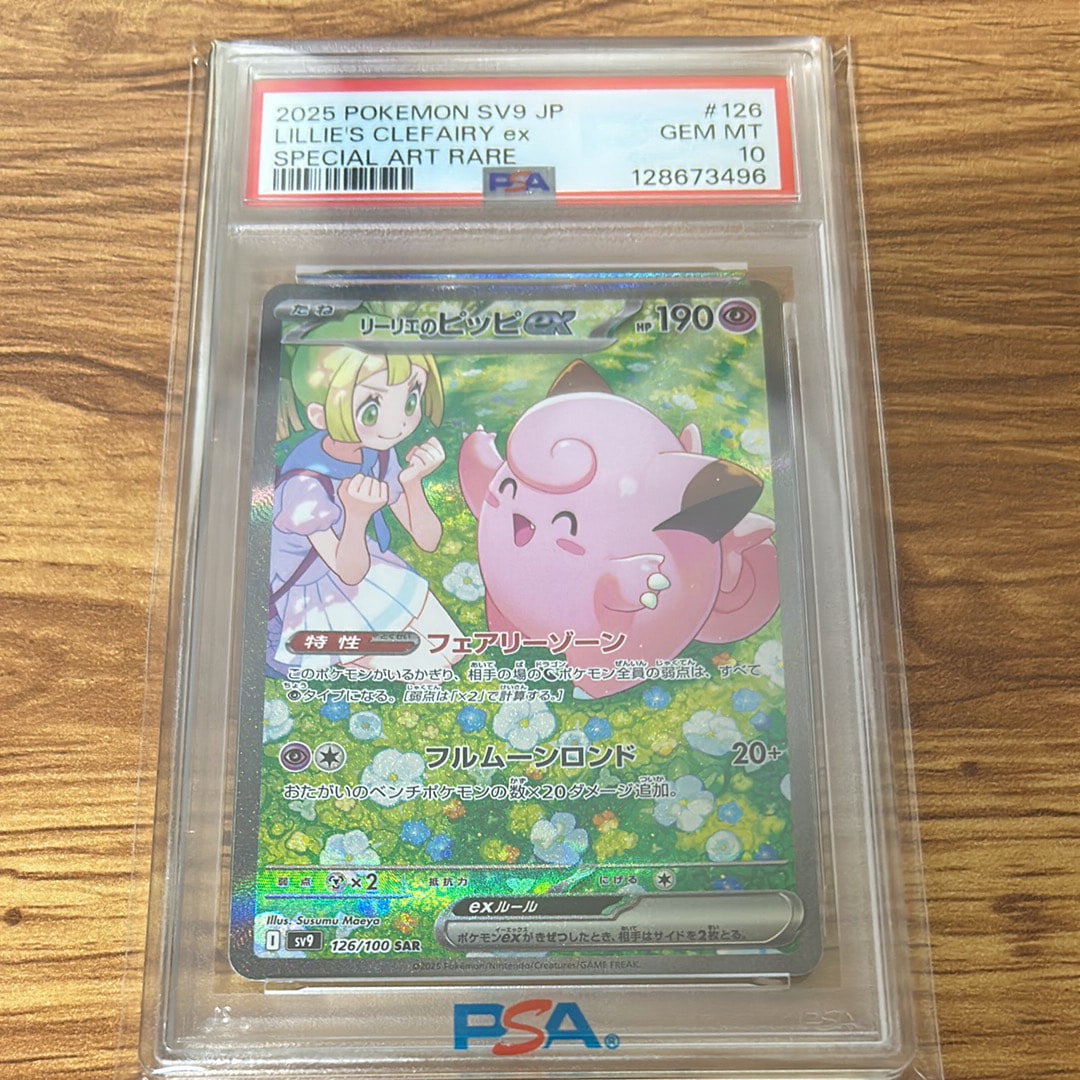 2025 POKEMON SV9 JP #126
LILLIE'S CLEFAIRY ex GEM MT
SPECIAL ART RARE 10
PSA 128673496
たね リーリエのピッピex HP190
特性 とくせい フェアリーゾーン
このポケモンがいるかぎり、相手の場のポケモン全員の弱点は、すべて
タイプになる。[弱点は「×2」で計算する。]
フルムーンロンド 20+
おたがいのベンチポケモンの数×20ダメージ追加。
弱点 ×2 抵抗力 にげる
exルール
ポケモンexがきぜつしたとき、相手はサイドを2枚とる。
Illus. Susumu Maeya
I sv9 126/100 SAR
©2025 Pokémon/Nintendo/Creatures/GAME FREAK.
PSA®